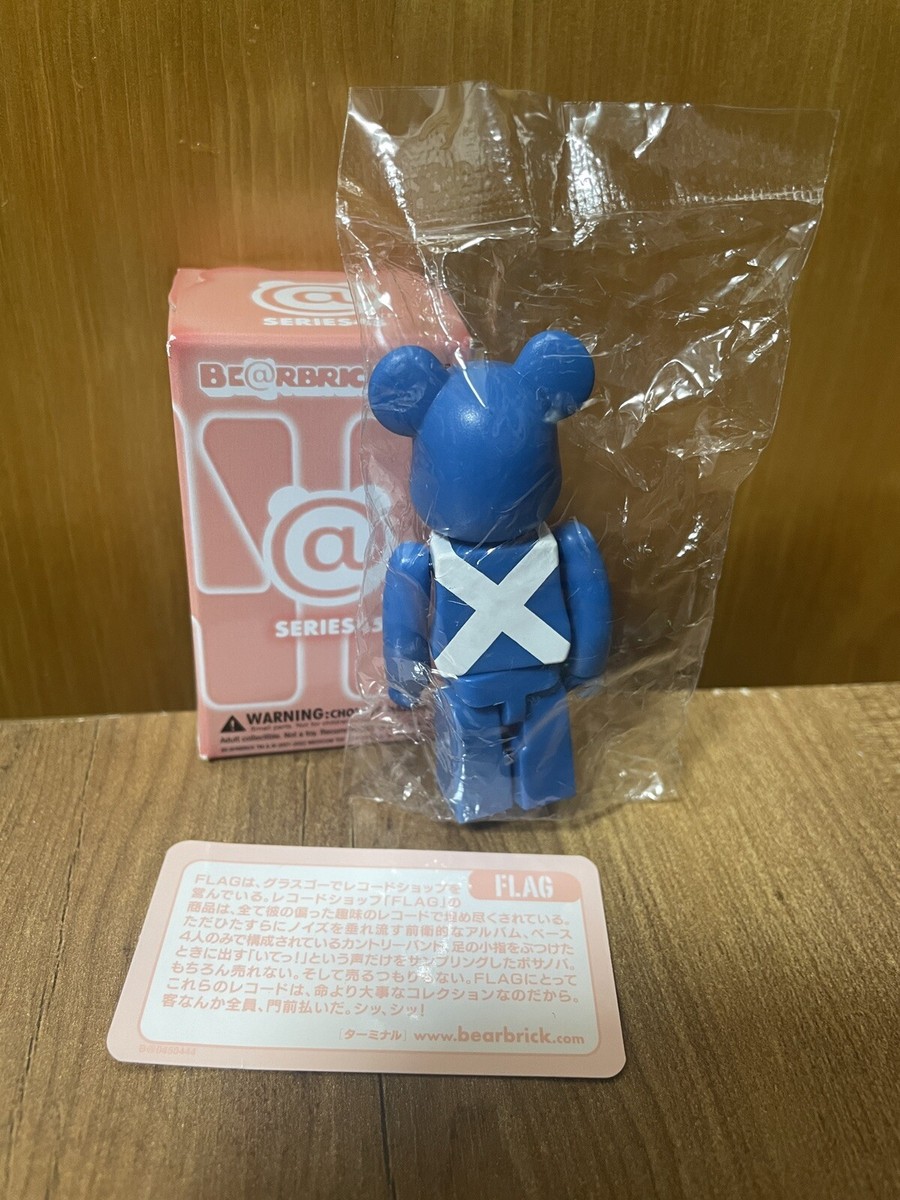 @
SERIES
BE@RBRIC
@
SERIES
WARNING:CHO
Small parts. Not for children
Adult collectible. Not a toy.
FLAG
FLAGは、グラスゴーでレコードショップを
営んでいる。レコードショップ「FLAG」の
商品は、全て彼の偏った趣味のレコードで埋め尽くされている。
ただひたすらにノイズを垂れ流す前衛的なアルバム、ベース
4人のみで構成されているカントリーバンド、足の小指をぶつけた
ときに出す「いてっ!」という声だけをサンプリングしたボサノバ。
もちろん売れない。そして売るつもりもない。FLAGにとって
これらのレコードは、命より大事なコレクションなのだから。
客なんか全員、門前払いだ。シッ、シッ!
[ターミナル] www.bearbrick.com